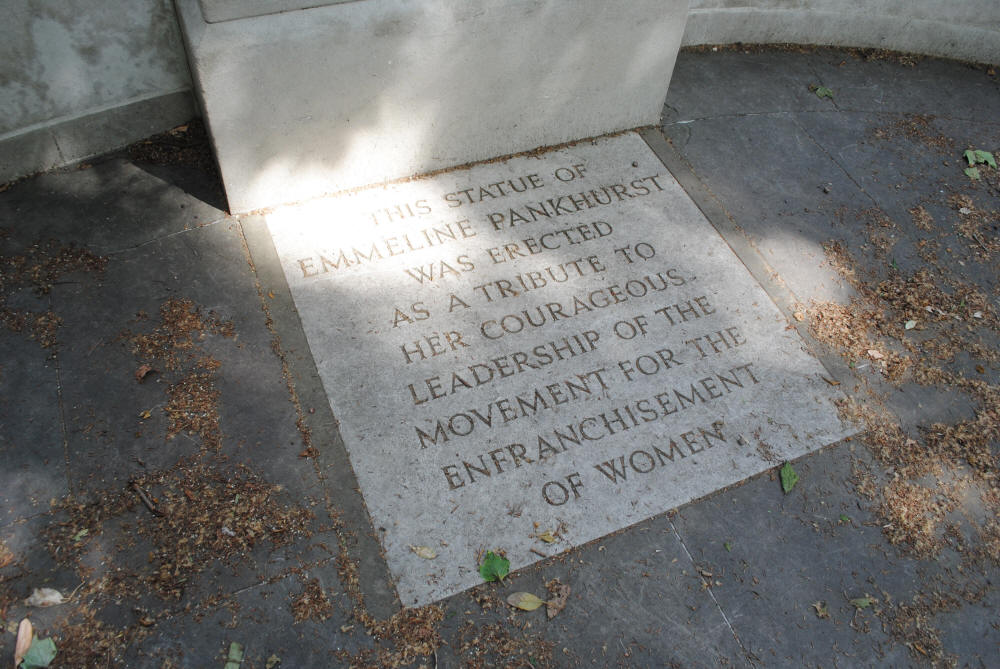 THIS STATUE OF
EMMELINE PANKHURST
WAS ERECTED
AS A TRIBUTE TO
HER COURAGEOUS
LEADERSHIP OF THE
MOVEMENT FOR THE
ENFRANCHISEMENT
OF WOMEN